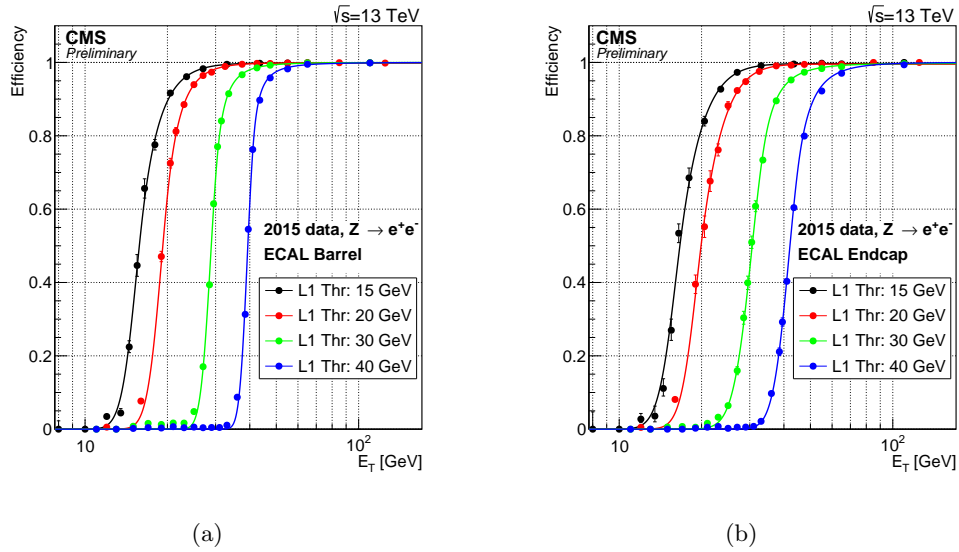 √s=13 TeV
CMS
Preliminary
Efficiency
1
0.8
0.6
0.4
0.2
0
2015 data, Z → e⁺e⁻
ECAL Barrel
L1 Thr: 15 GeV
L1 Thr: 20 GeV
L1 Thr: 30 GeV
L1 Thr: 40 GeV
10
10²
E_T [GeV]
(a)
√s=13 TeV
CMS
Preliminary
Efficiency
1
0.8
0.6
0.4
0.2
0
2015 data, Z → e⁺e⁻
ECAL Endcap
L1 Thr: 15 GeV
L1 Thr: 20 GeV
L1 Thr: 30 GeV
L1 Thr: 40 GeV
10
10²
E_T [GeV]
(b)